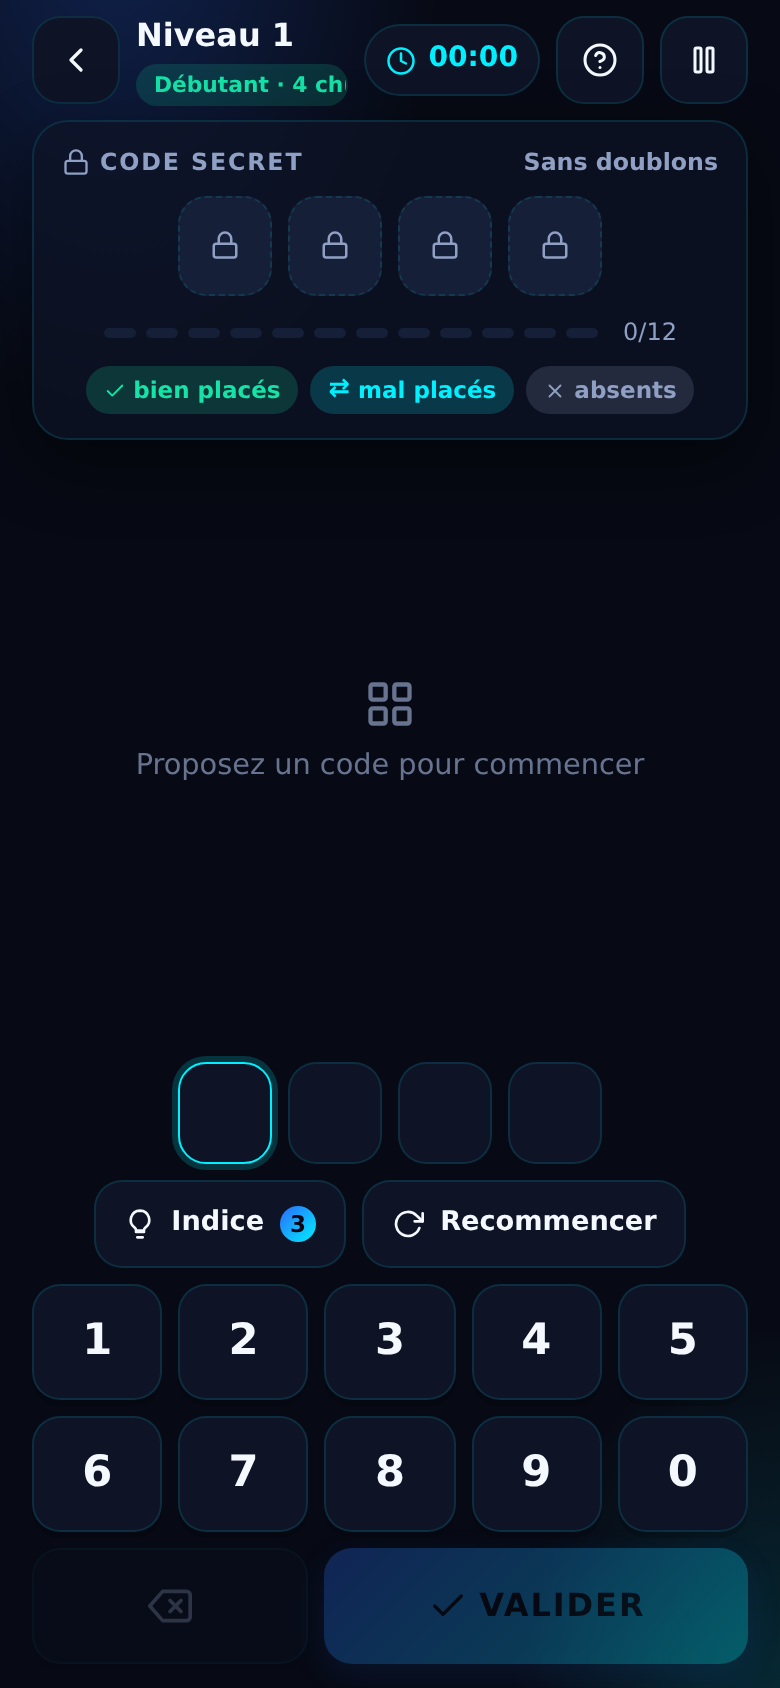 Niveau 1
Débutant · 4 ch
00:00
CODE SECRET
Sans doublons
0/12
bien placés
mal placés
absents
Proposez un code pour commencer
Indice 3
Recommencer
1 2 3 4 5
6 7 8 9 0
VALIDER